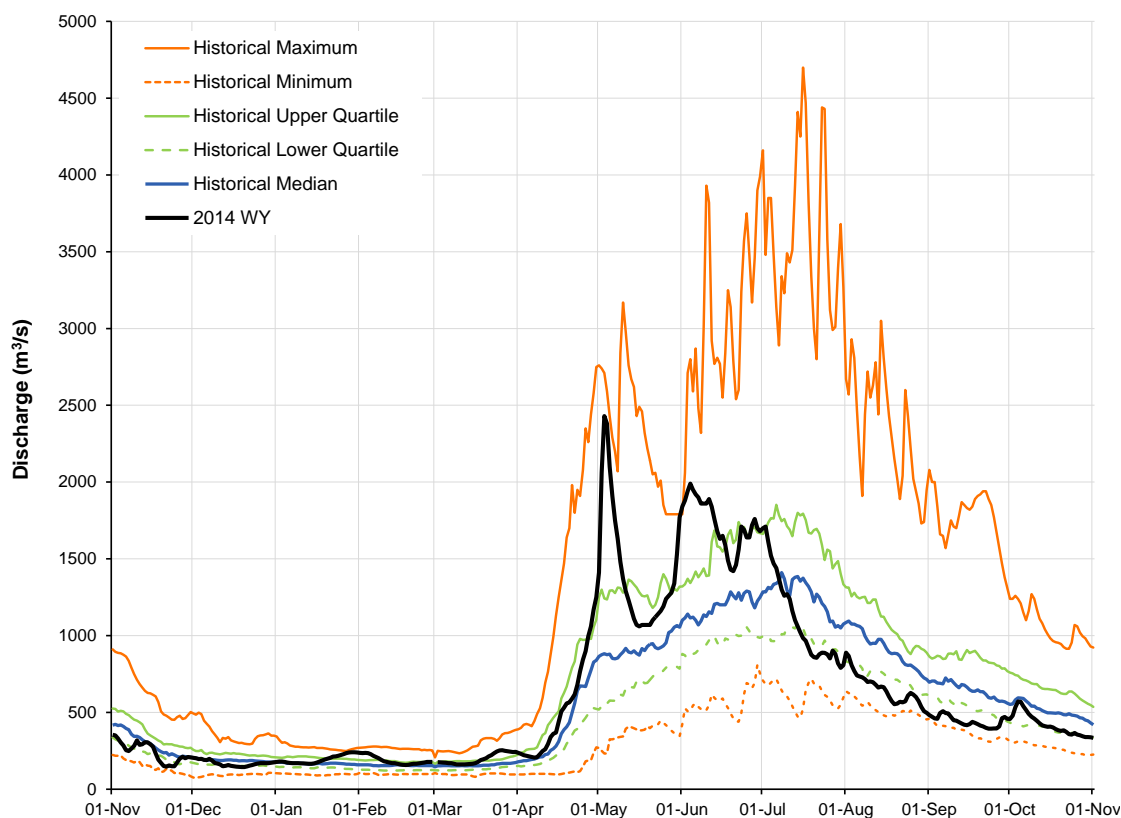 5000
4500
4000
3500
3000
2500
2000
1500
1000
500
0
Discharge (m³/s)
Historical Maximum
Historical Minimum
Historical Upper Quartile
Historical Lower Quartile
Historical Median
2014 WY
01-Nov 01-Dec 01-Jan 01-Feb 01-Mar 01-Apr 01-May 01-Jun 01-Jul 01-Aug 01-Sep 01-Oct 01-Nov